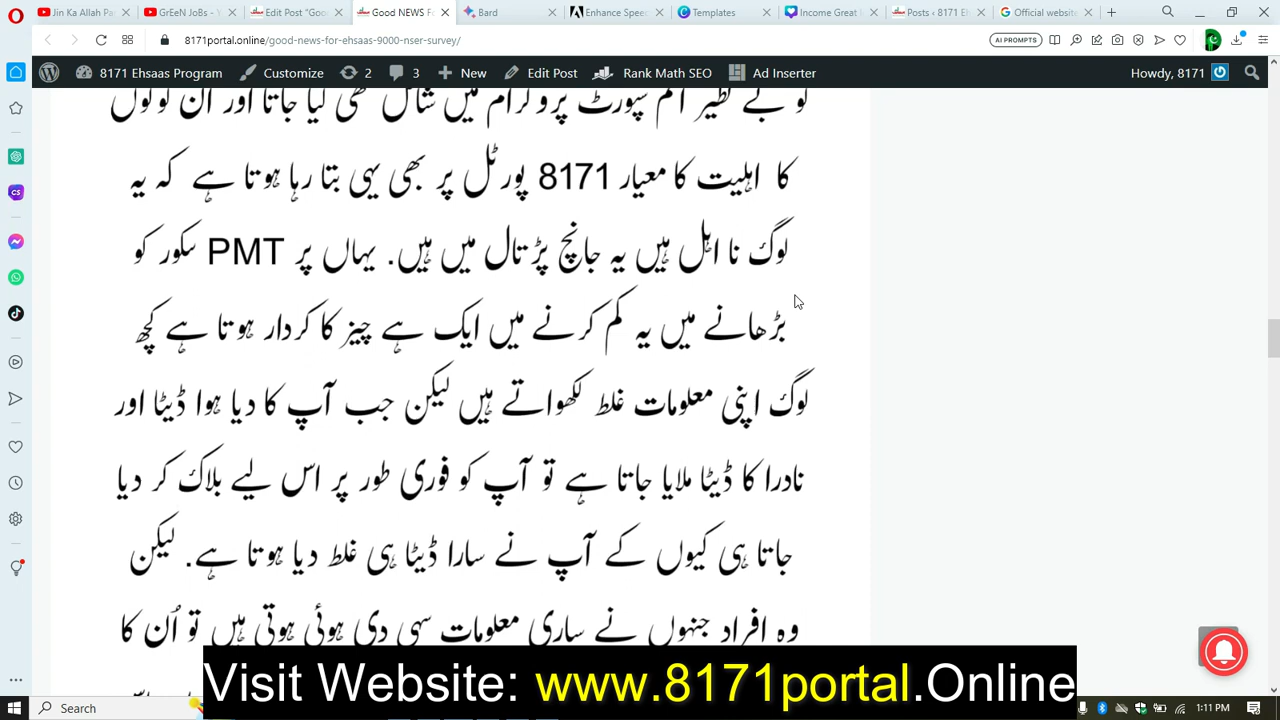 Jin Ka Allah Pak
GrEeN JoBs - Y
Edit Post "Good
Good NEWS F
Bard
Enhance Speec
Templates
Income Great
Posts ‹ 8171 E
Official website
8171portal.online/good-news-for-ehsaas-9000-nser-survey/
AI PROMPTS
8171 Ehsaas Program
Customize
2
3
New
Edit Post
Rank Math SEO
Ad Inserter
Howdy, 8171
کو بے نظیر انکم سپورٹ پروگرام میں شامل بھی کیا جاتا اور ان لوگوں
کا اہلیت کا معیار 8171 پورٹل پر بھی یہی بتا رہا ہوتا ہے کہ یہ
لوگ نا اہل ہیں یہ جانچ پڑتال میں ہیں. یہاں پر PMT سکور کو
بڑھانے میں یہ کم کرنے میں ایک ہے چیز کا کردار ہوتا ہے کچھ
لوگ اپنی معلومات غلط لکھواتے ہیں لیکن جب آپ کا دیا ہوا ڈیٹا اور
نادرا کا ڈیٹا ملایا جاتا ہے تو آپ کو فوری طور پر اس لیے بلاک کر دیا
جاتا ہی کیوں کے آپ نے سارا ڈیٹا ہی غلط دیا ہوتا ہے. لیکن
وہ افراد جنہوں نے ساری معلومات سہی دی ہوئی ہوتی ہیں تو اُن کا
Visit Website: www.8171portal.Online
Search
1:11 PM